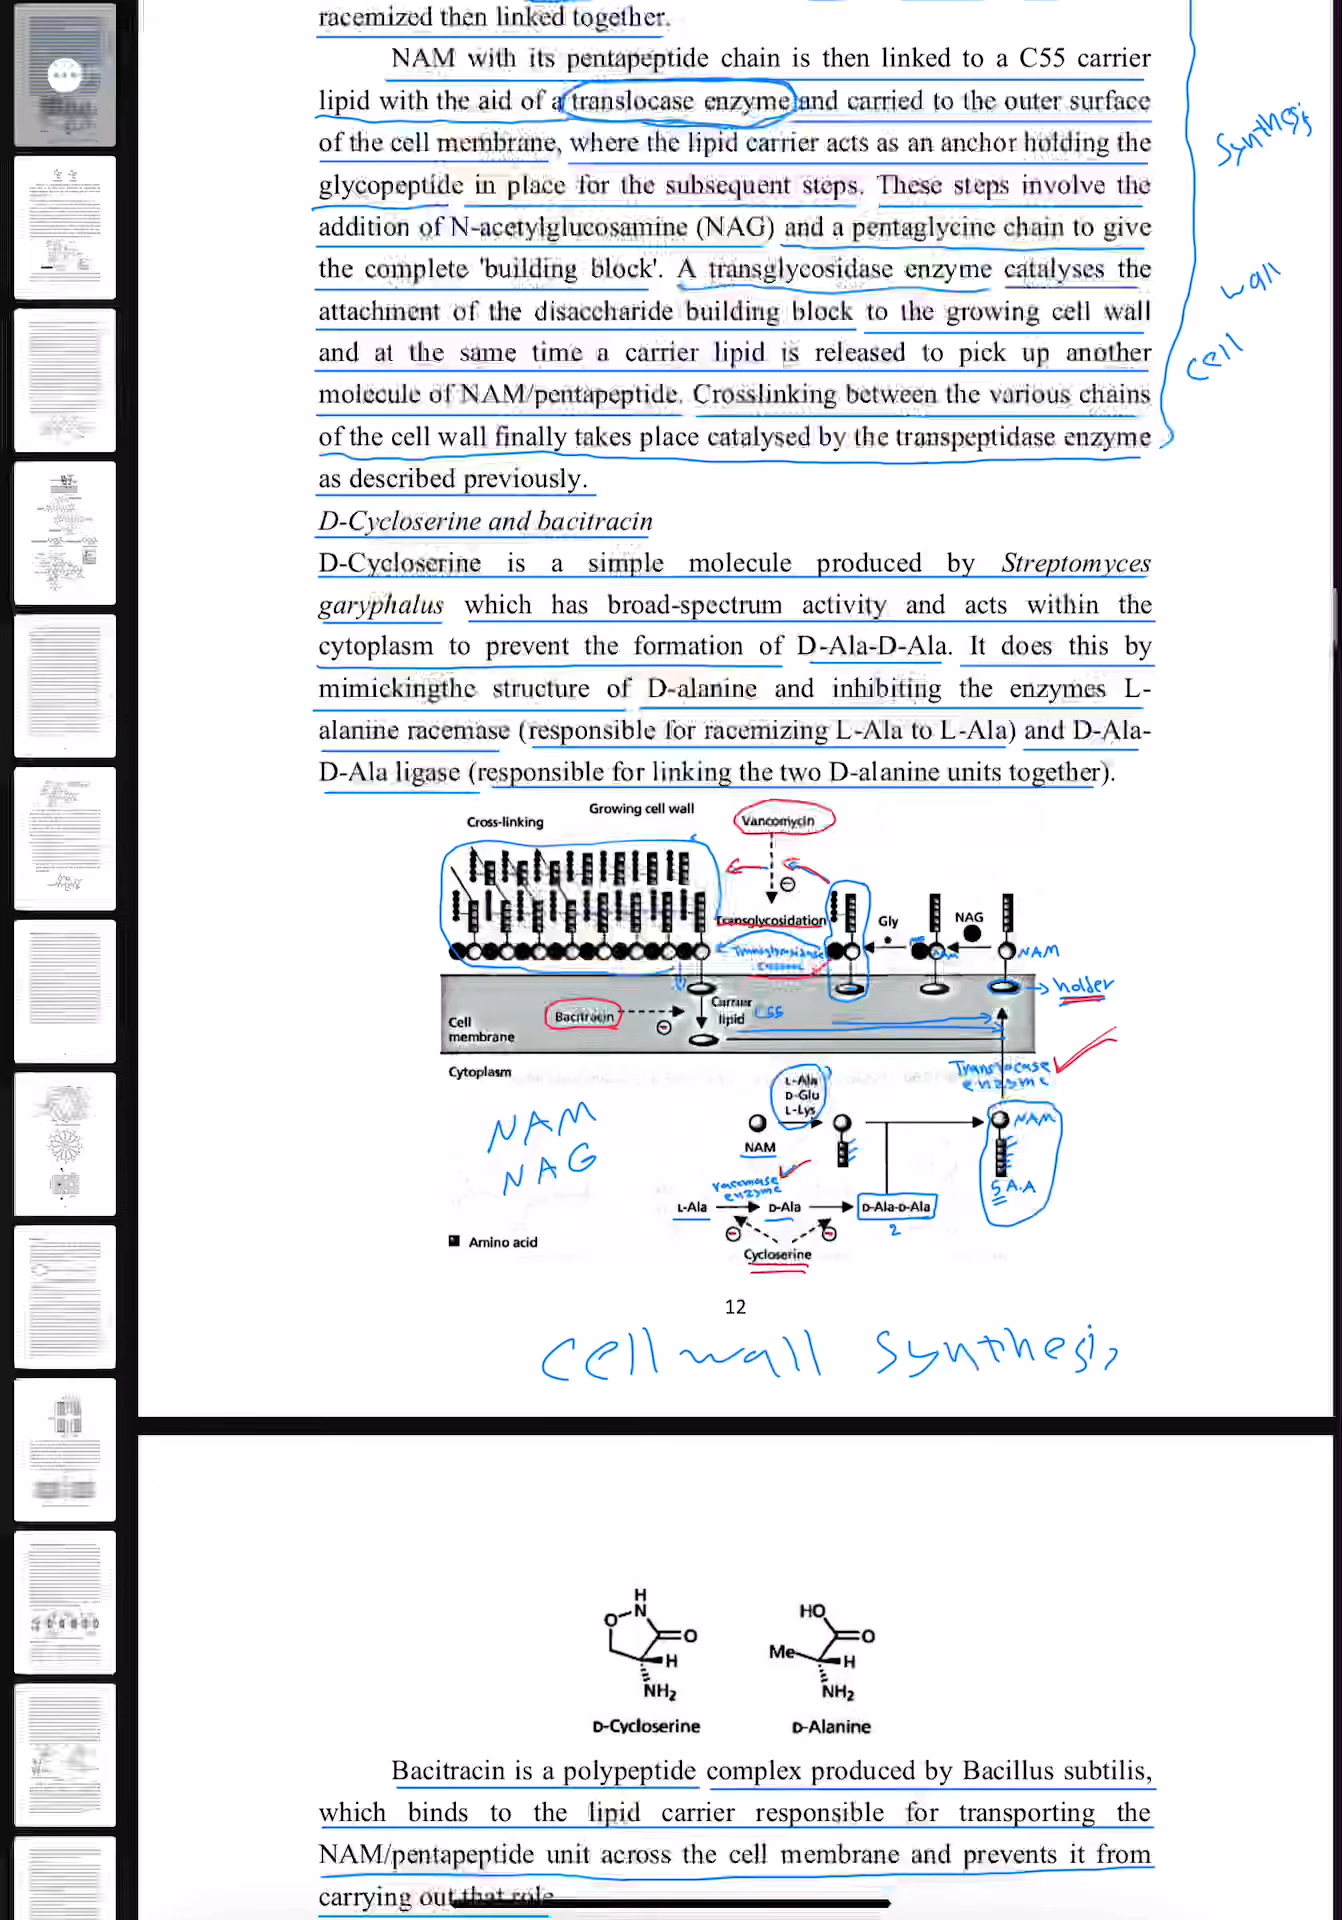 racemized then linked together.
NAM with its pentapeptide chain is then linked to a C55 carrier
lipid with the aid of a translocase enzyme and carried to the outer surface
of the cell membrane, where the lipid carrier acts as an anchor holding the
glycopeptide in place for the subsequent steps. These steps involve the
addition of N-acetylglucosamine (NAG) and a pentaglycine chain to give
the complete 'building block'. A transglycosidase enzyme catalyses the
attachment of the disaccharide building block to the growing cell wall
and at the same time a carrier lipid is released to pick up another
molecule of NAM/pentapeptide. Crosslinking between the various chains
of the cell wall finally takes place catalysed by the transpeptidase enzyme
as described previously.
Synthesis
wall
cell
D-Cycloserine and bacitracin
D-Cycloserine is a simple molecule produced by Streptomyces
garyphalus which has broad-spectrum activity and acts within the
cytoplasm to prevent the formation of D-Ala-D-Ala. It does this by
mimickingthe structure of D-alanine and inhibiting the enzymes L-
alanine racemase (responsible for racemizing L-Ala to L-Ala) and D-Ala-
D-Ala ligase (responsible for linking the two D-alanine units together).
Growing cell wall
Cross-linking
Vancomycin
Transglycosidation
Gly
NAG
NAM
NAM
holder
Bacitracin
Carrier
lipid
C55
Cell
membrane
Cytoplasm
Translocase
enzyme
L-Ala
D-Glu
L-Lys
NAM
NAG
NAM
NAM
5 A.A
racemase
enzyme
L-Ala
D-Ala
D-Ala-D-Ala
2
Amino acid
Cycloserine
12
cell wall synthesis
H
O
N
O
H
NH2
D-Cycloserine
HO
O
Me
H
NH2
D-Alanine
Bacitracin is a polypeptide complex produced by Bacillus subtilis,
which binds to the lipid carrier responsible for transporting the
NAM/pentapeptide unit across the cell membrane and prevents it from
carrying out that role